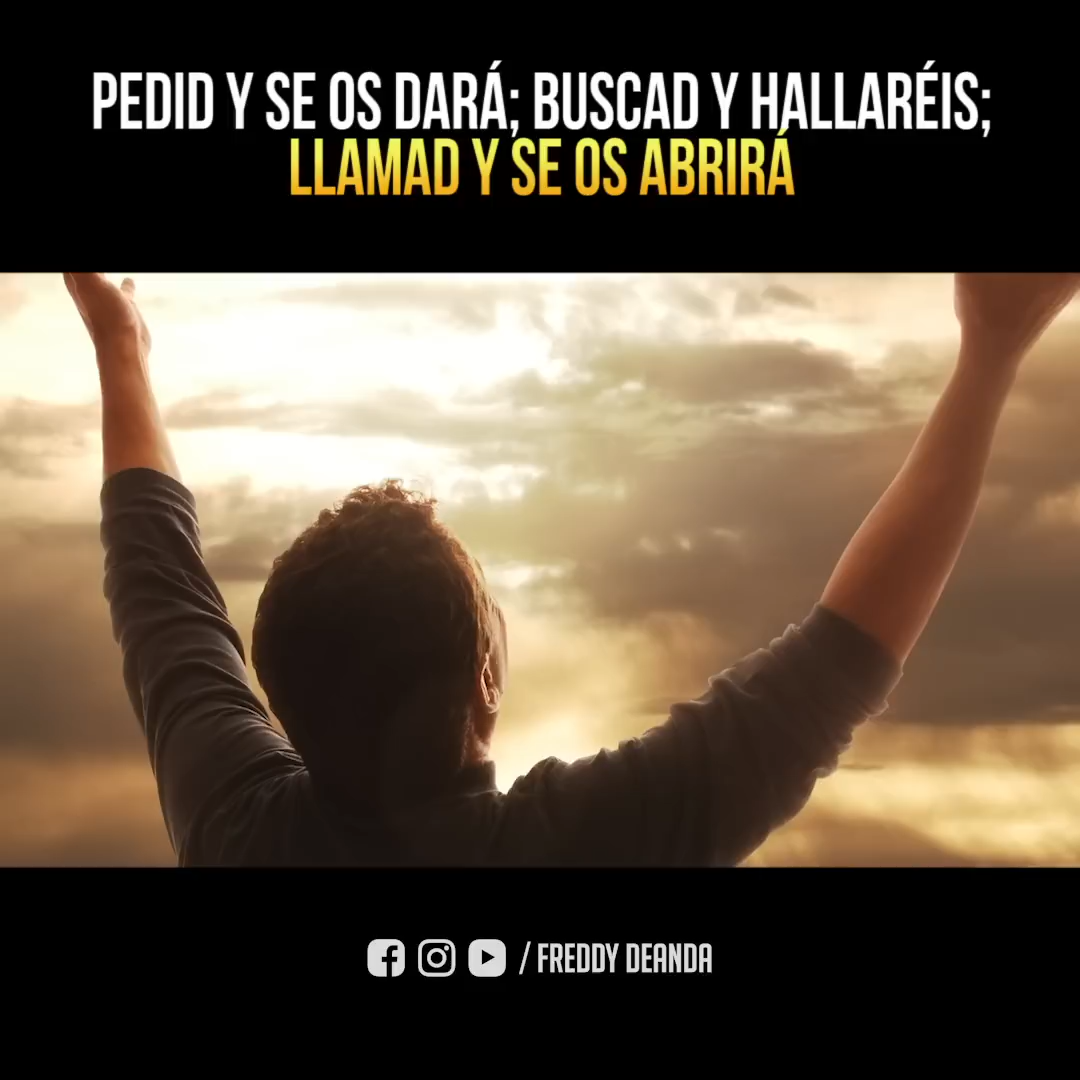 PEDID Y SE OS DARÁ; BUSCAD Y HALLARÉIS;
LLAMAD Y SE OS ABRIRÁ
/ FREDDY DEANDA